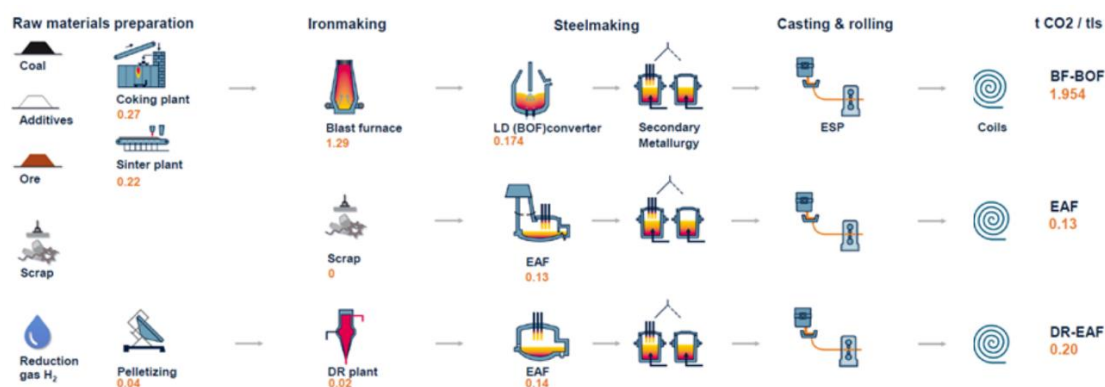 Raw materials preparation
Ironmaking
Steelmaking
Casting & rolling
t CO2 / tls
Coal
Additives
Ore
Coking plant
0.27
Sinter plant
0.22
Blast furnace
1.29
LD (BOF)converter
0.174
Secondary
Metallurgy
ESP
Coils
BF-BOF
1.954
Scrap
Scrap
0
EAF
0.13
EAF
0.13
Reduction
gas H₂
Pelletizing
0.04
DR plant
0.02
EAF
0.14
DR-EAF
0.20